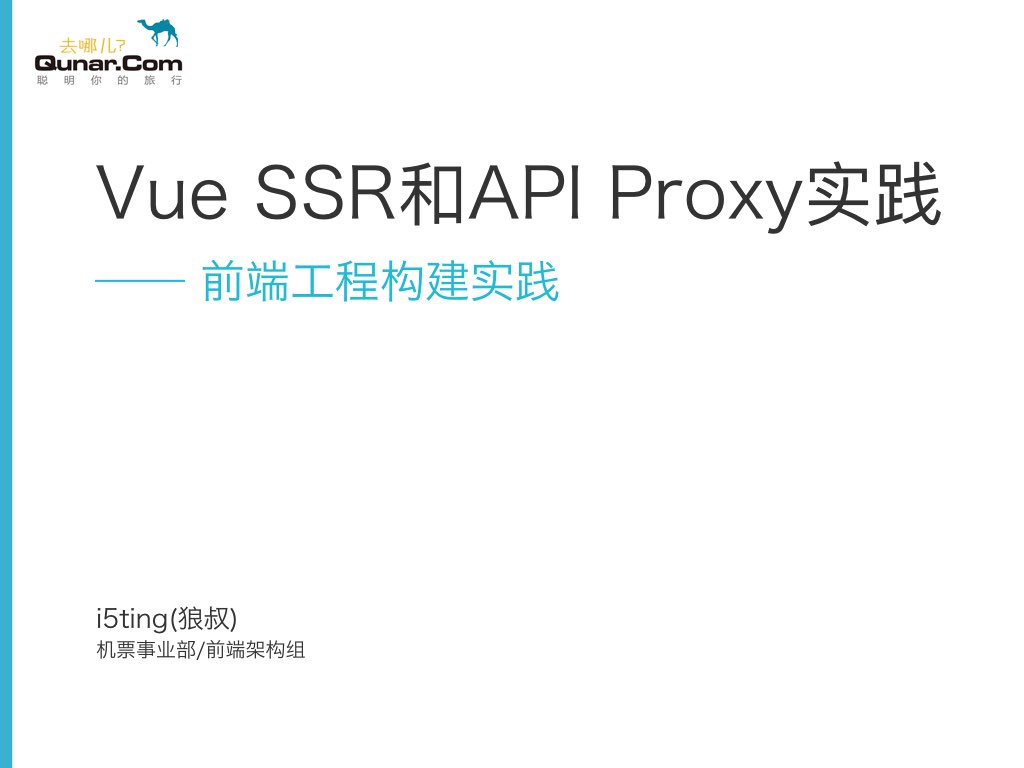 去哪儿?
Qunar.Com
聪明你的旅行
Vue SSR和API Proxy实践
—— 前端工程构建实践
i5ting(狼叔)
机票事业部/前端架构组